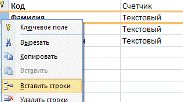 Код Счетчик
Фамилия Текстовый
Ключевое поле Текстовый
Вырезать Текстовый
Копировать
Вставить
Вставить строки
Удалить строки